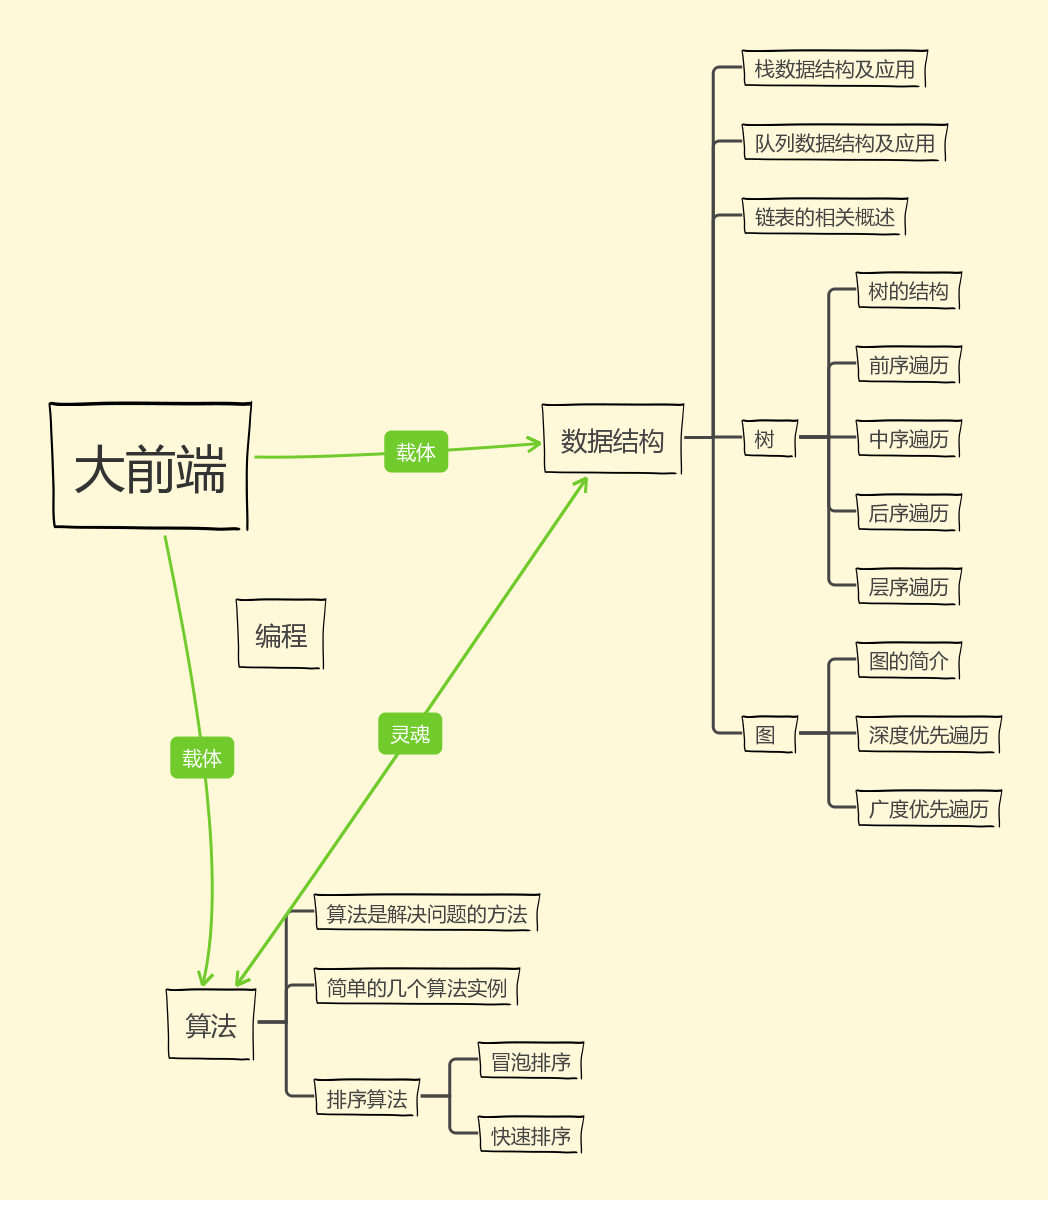 大前端
载体
数据结构
栈数据结构及应用
队列数据结构及应用
链表的相关概述
树
树的结构
前序遍历
中序遍历
后序遍历
层序遍历
图
图的简介
深度优先遍历
广度优先遍历
编程
灵魂
载体
算法
算法是解决问题的方法
简单的几个算法实例
排序算法
冒泡排序
快速排序